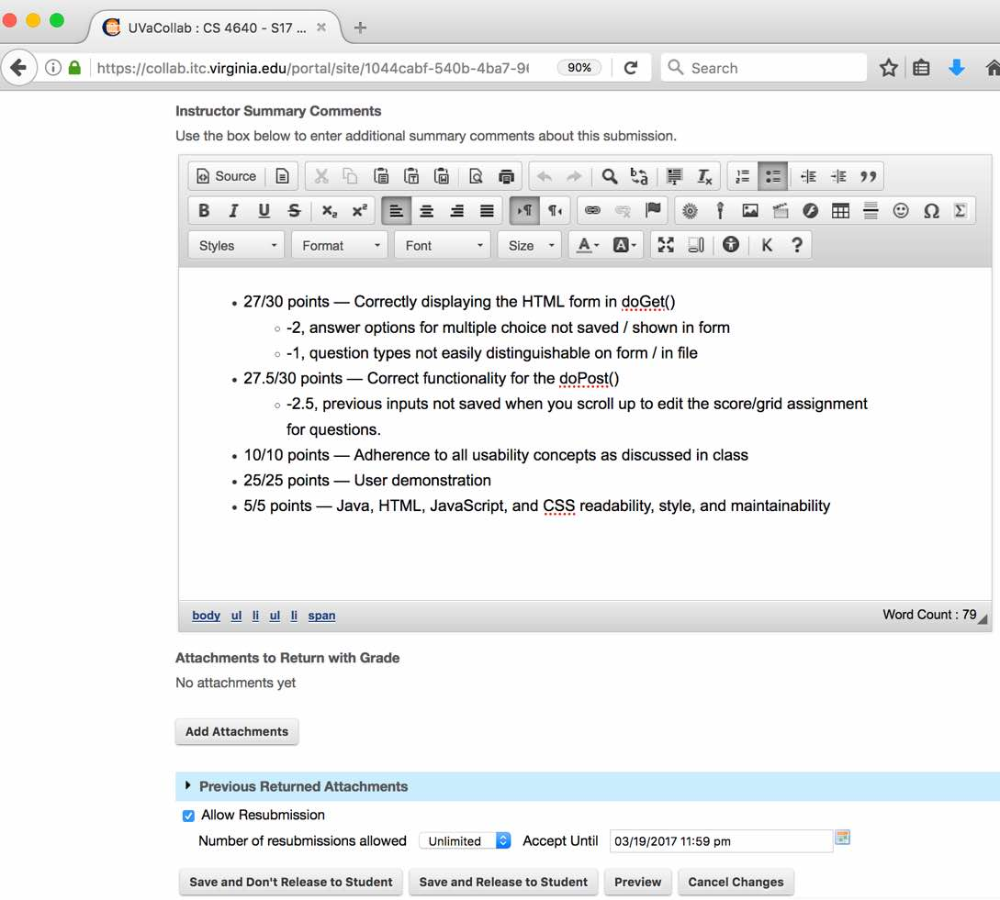 UVaCollab : CS 4640 - S17 ...
https://collab.itc.virginia.edu/portal/site/1044cabf-540b-4ba7-9
90%
Search
Instructor Summary Comments
Use the box below to enter additional summary comments about this submission.
Source
B I U S x₂ x²
Styles Format Font Size A A K ?
27/30 points — Correctly displaying the HTML form in doGet()
-2, answer options for multiple choice not saved / shown in form
-1, question types not easily distinguishable on form / in file
27.5/30 points — Correct functionality for the doPost()
-2.5, previous inputs not saved when you scroll up to edit the score/grid assignment
for questions.
10/10 points — Adherence to all usability concepts as discussed in class
25/25 points — User demonstration
5/5 points — Java, HTML, JavaScript, and CSS readability, style, and maintainability
body ul li ul li span
Word Count : 79
Attachments to Return with Grade
No attachments yet
Add Attachments
Previous Returned Attachments
Allow Resubmission
Number of resubmissions allowed Unlimited Accept Until 03/19/2017 11:59 pm
Save and Don't Release to Student Save and Release to Student Preview Cancel Changes